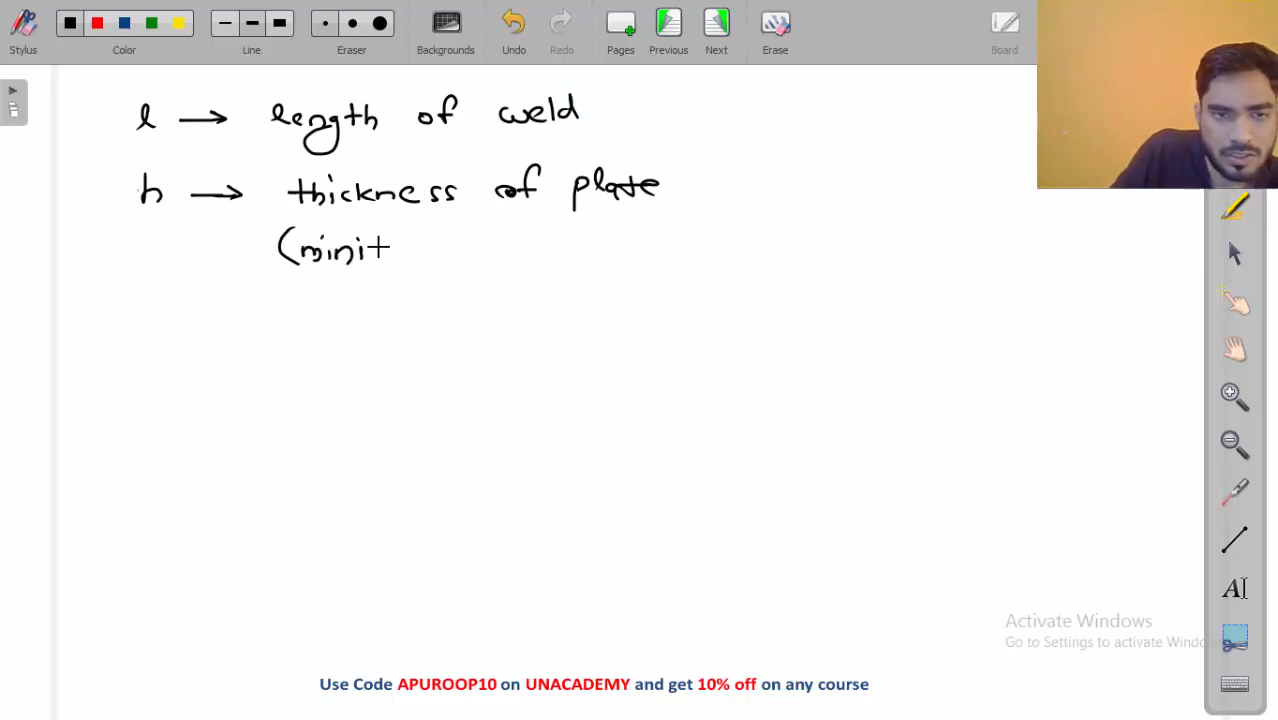 Stylus
Color
Line
Eraser
Backgrounds
Undo
Redo
Pages
Previous
Next
Erase
Board
l → length of weld
h → thickness of plate
(minit
Activate Windows
Go to Settings to activate Windo
Use Code APUROOP10 on UNACADEMY and get 10% off on any course